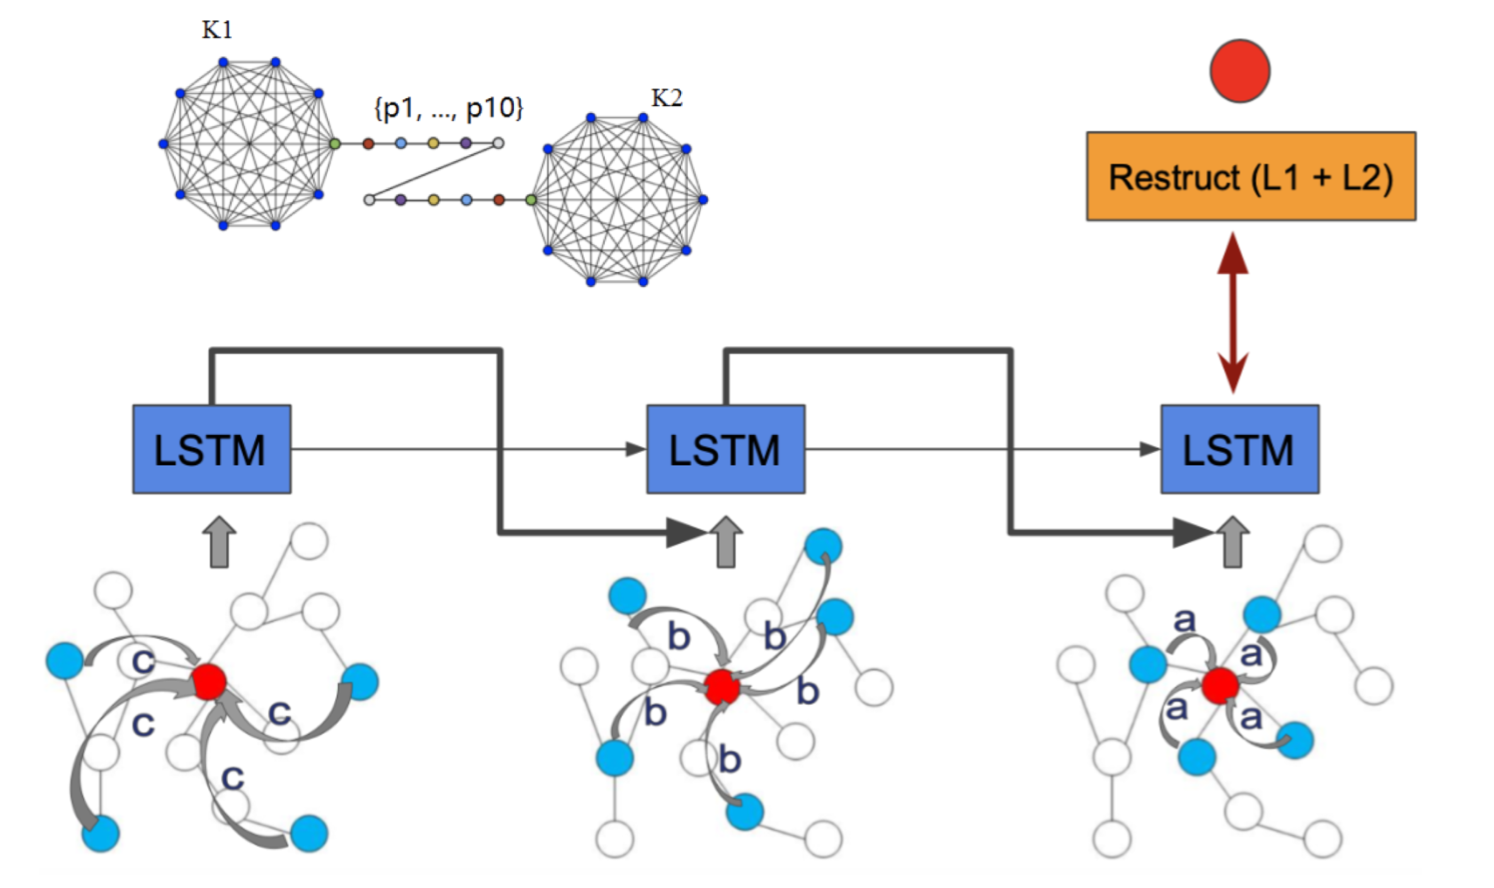 K1
{p1, ..., p10}
K2
Restruct (L1 + L2)
LSTM
LSTM
LSTM
c
c
c
c
b
b
b
b
b
a
a
a
a